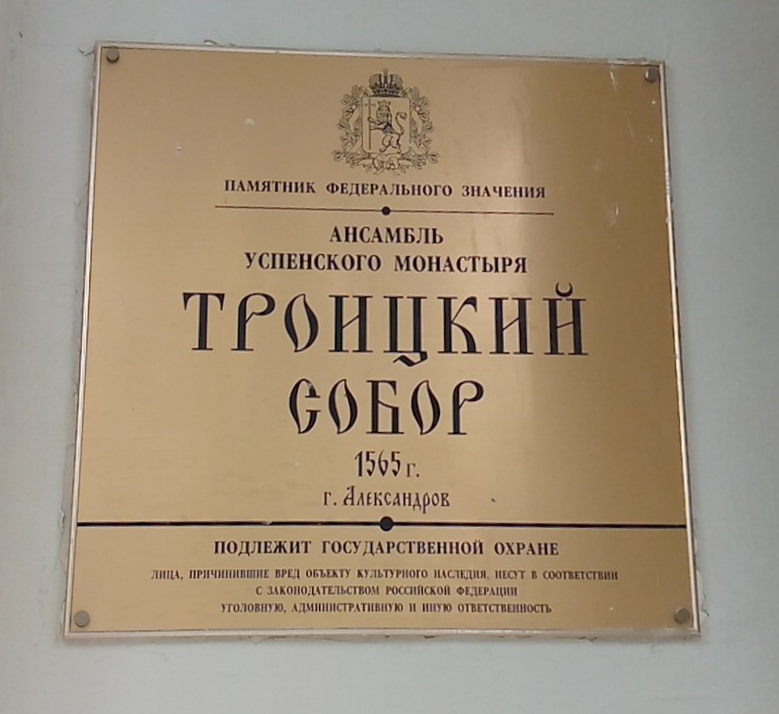 ПАМЯТНИК ФЕДЕРАЛЬНОГО ЗНАЧЕНИЯ
АНСАМБЛЬ
УСПЕНСКОГО МОНАСТЫРЯ
ТРОИЦКИЙ
СОБОР
1565 г.
г. Александров
ПОДЛЕЖИТ ГОСУДАРСТВЕННОЙ ОХРАНЕ
ЛИЦА, ПРИЧИНИВШИЕ ВРЕД ОБЪЕКТУ КУЛЬТУРНОГО НАСЛЕДИЯ, НЕСУТ В СООТВЕТСТВИИ
С ЗАКОНОДАТЕЛЬСТВОМ РОССИЙСКОЙ ФЕДЕРАЦИИ
УГОЛОВНУЮ, АДМИНИСТРАТИВНУЮ И ИНУЮ ОТВЕТСТВЕННОСТЬ